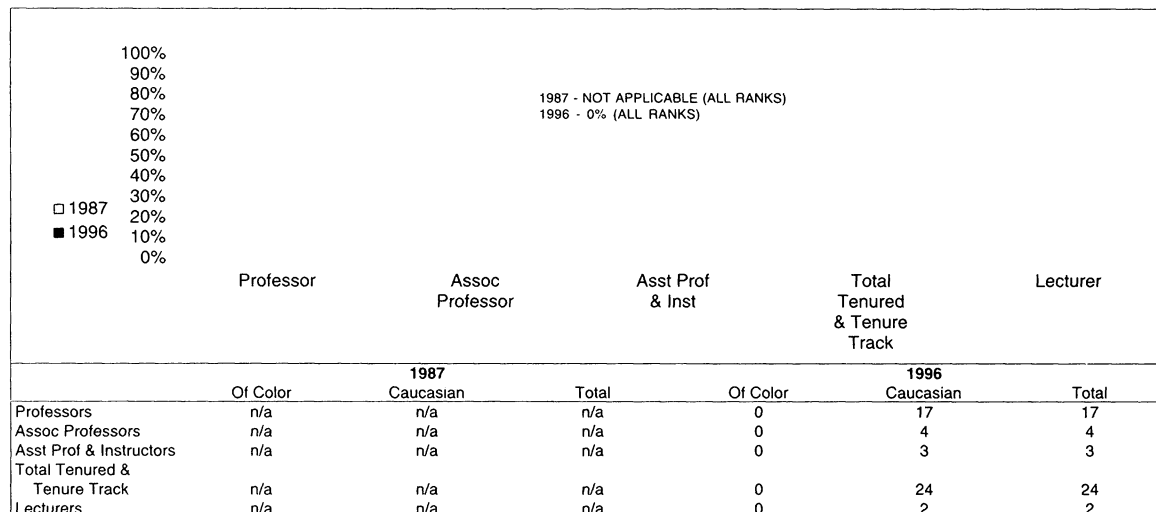 100%
90%
80%
1987 - NOT APPLICABLE (ALL RANKS)
70%
1996 - 0% (ALL RANKS)
60%
50%
40%
30%
□ 1987
20%
■ 1996
10%
0%
Professor Assoc Asst Prof Total Lecturer
Professor & Inst Tenured
& Tenure
Track
1987 1996
Of Color Caucasian Total Of Color Caucasian Total
Professors n/a n/a n/a 0 17 17
Assoc Professors n/a n/a n/a 0 4 4
Asst Prof & Instructors n/a n/a n/a 0 3 3
Total Tenured &
Tenure Track n/a n/a n/a 0 24 24
Lecturers n/a n/a n/a 0 2 2